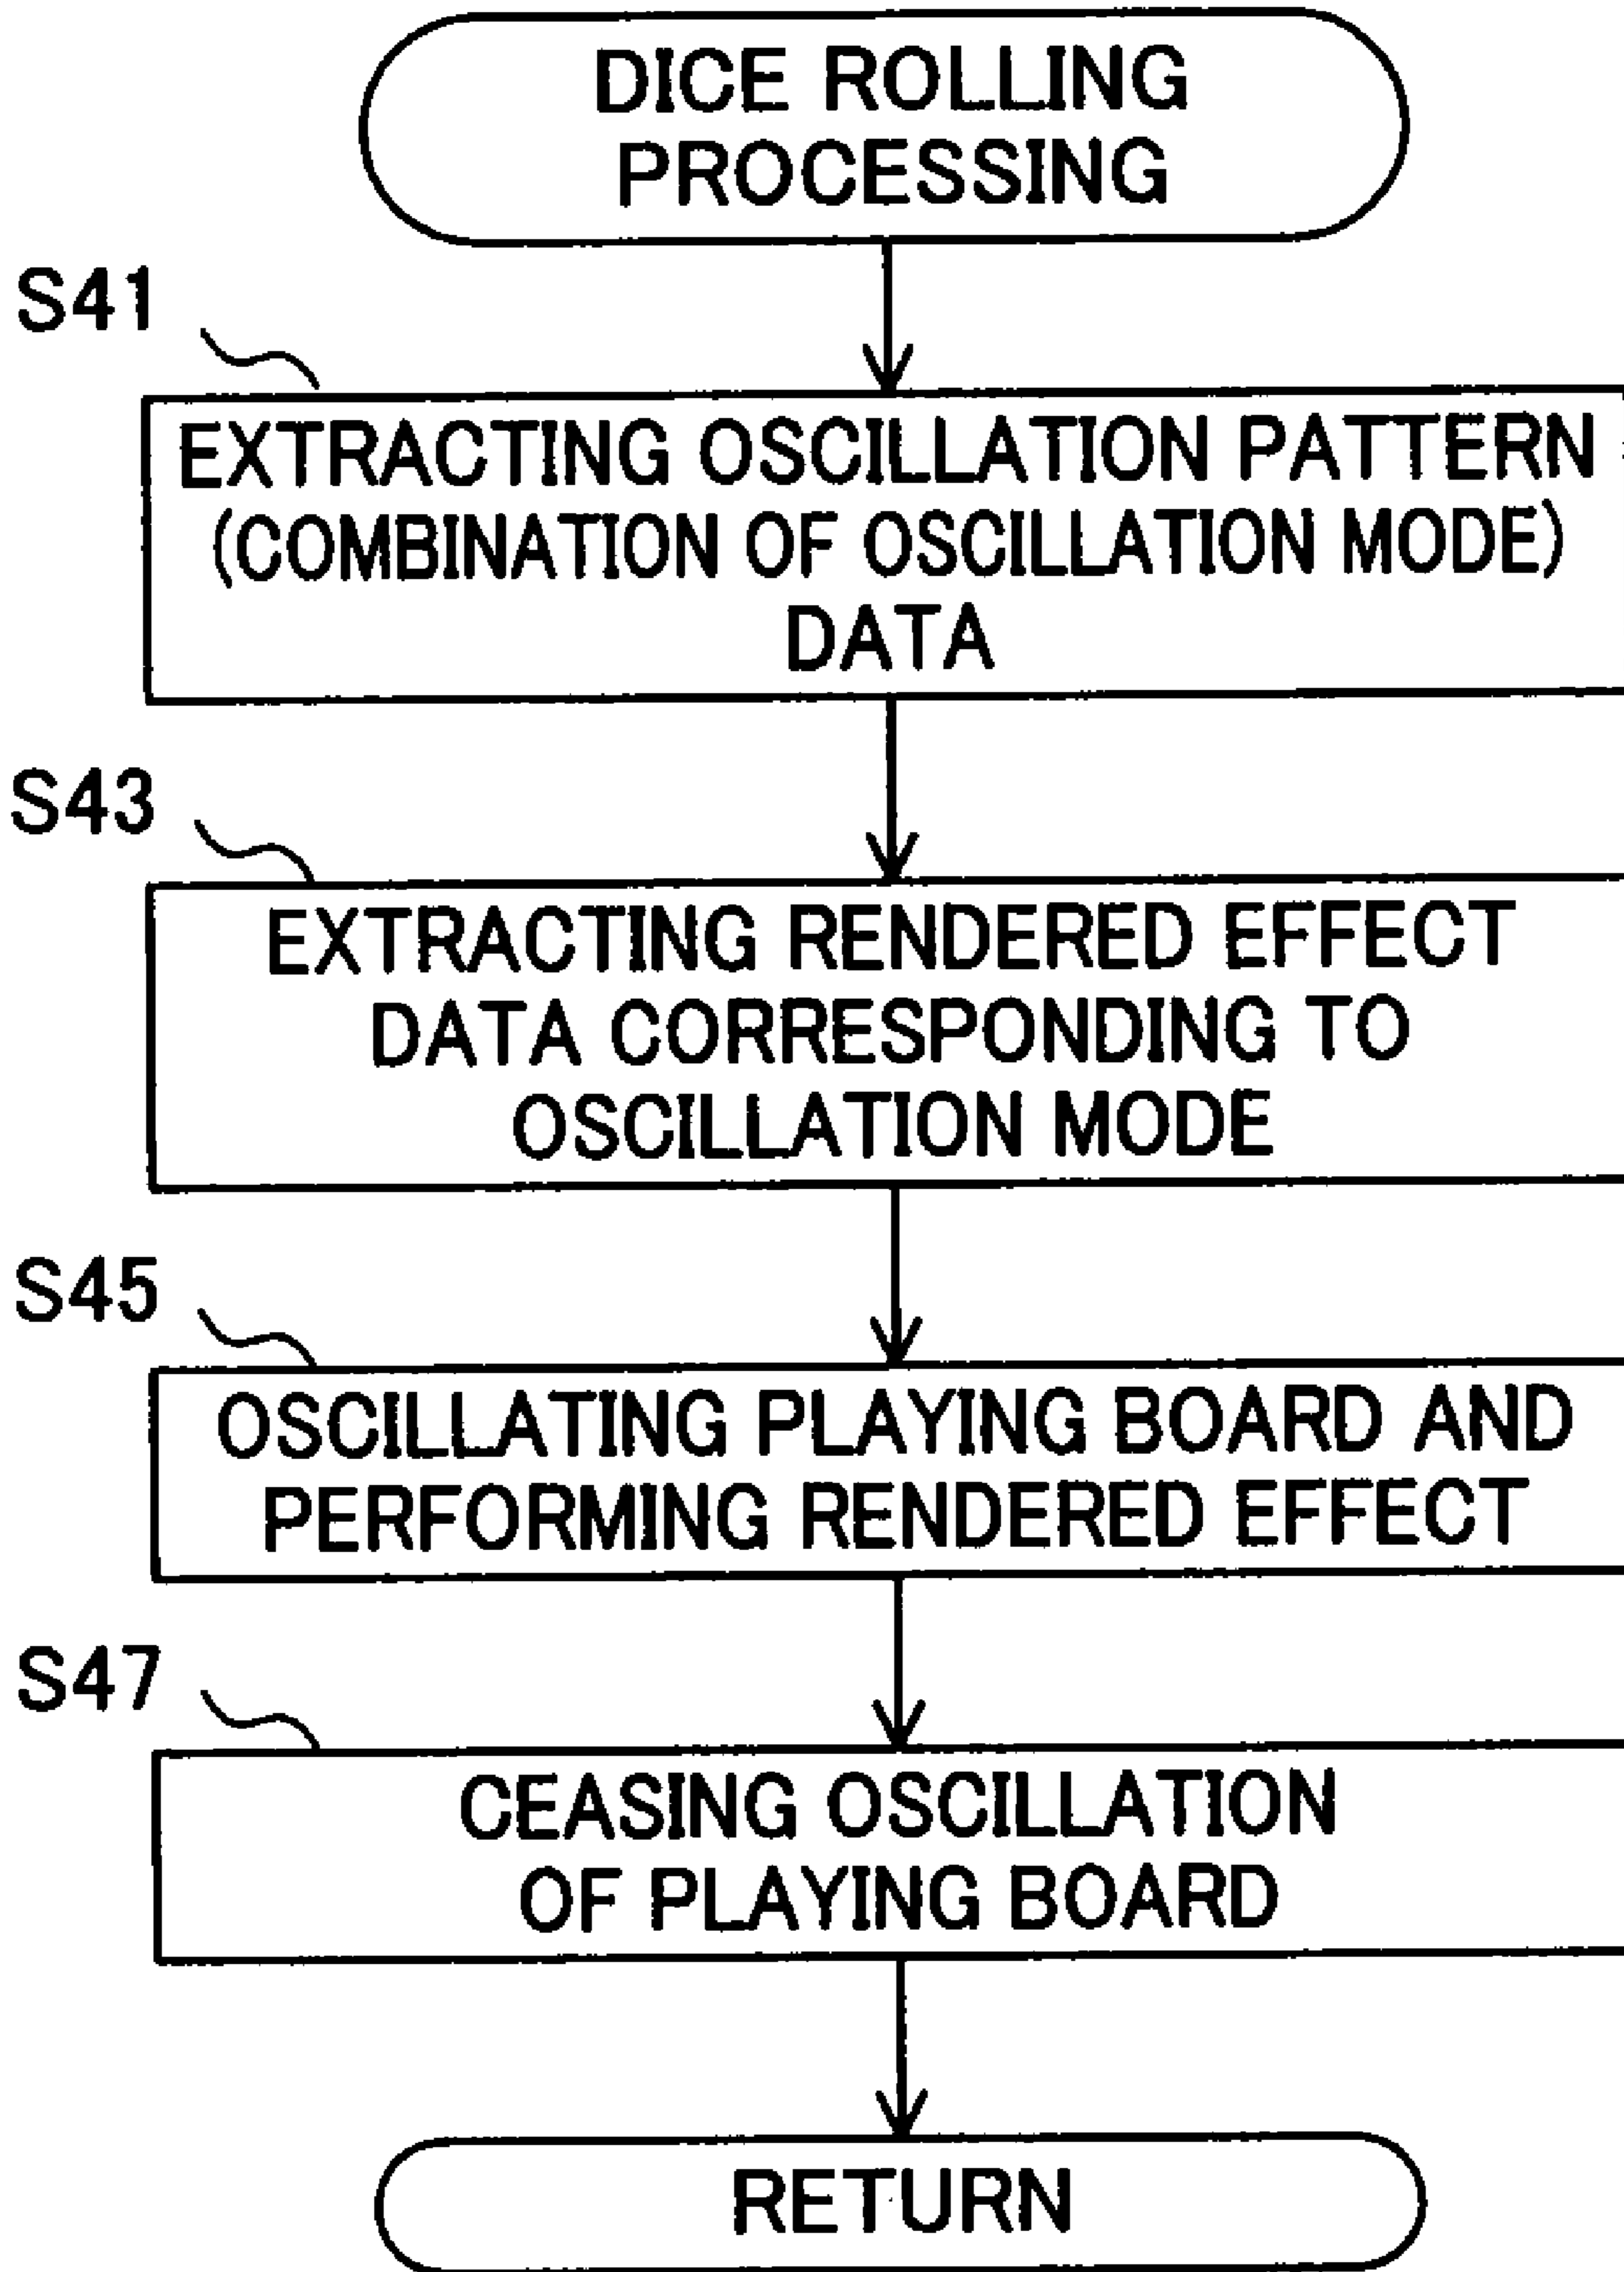 DICE ROLLING
PROCESSING
S41
EXTRACTING OSCILLATION PATTERN
(COMBINATION OF OSCILLATION MODE)
DATA
S43
EXTRACTING RENDERED EFFECT
DATA CORRESPONDING TO
OSCILLATION MODE
S45
OSCILLATING PLAYING BOARD AND
PERFORMING RENDERED EFFECT
S47
CEASING OSCILLATION
OF PLAYING BOARD
RETURN